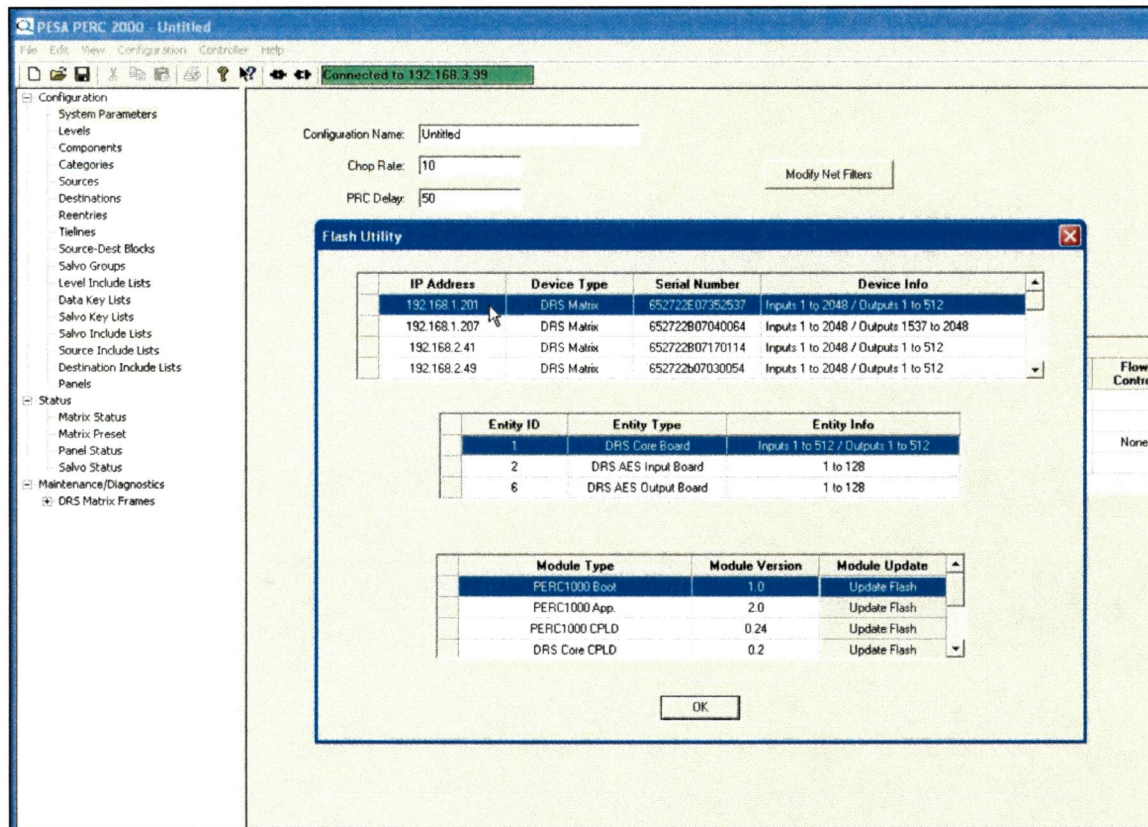 PESA PERC 2000 - Untitled
File Edit View Configuration Controller Help
Connected to 192.168.3.99
Configuration
System Parameters
Levels
Components
Categories
Sources
Destinations
Reentries
Tielines
Source-Dest Blocks
Salvo Groups
Level Include Lists
Data Key Lists
Salvo Key Lists
Salvo Include Lists
Source Include Lists
Destination Include Lists
Panels
Status
Matrix Status
Matrix Preset
Panel Status
Salvo Status
Maintenance/Diagnostics
DRS Matrix Frames
Configuration Name: Untitled
Chop Rate: 10
Modify Net Filters
PRC Delay: 50
Flash Utility
IP Address Device Type Serial Number Device Info
192.168.1.201 DRS Matrix 652722E07352537 Inputs 1 to 2048 / Outputs 1 to 512
192.168.1.207 DRS Matrix 652722B07040064 Inputs 1 to 2048 / Outputs 1537 to 2048
192.168.2.41 DRS Matrix 652722B07170114 Inputs 1 to 2048 / Outputs 1 to 512
192.168.2.49 DRS Matrix 652722b07030054 Inputs 1 to 2048 / Outputs 1 to 512
Entity ID Entity Type Entity Info
1 DRS Core Board Inputs 1 to 512 / Outputs 1 to 512
2 DRS AES Input Board 1 to 128
6 DRS AES Output Board 1 to 128
Module Type Module Version Module Update
PERC1000 Boot 1.0 Update Flash
PERC1000 App. 2.0 Update Flash
PERC1000 CPLD 0.24 Update Flash
DRS Core CPLD 0.2 Update Flash
OK
Flow
Contro
None